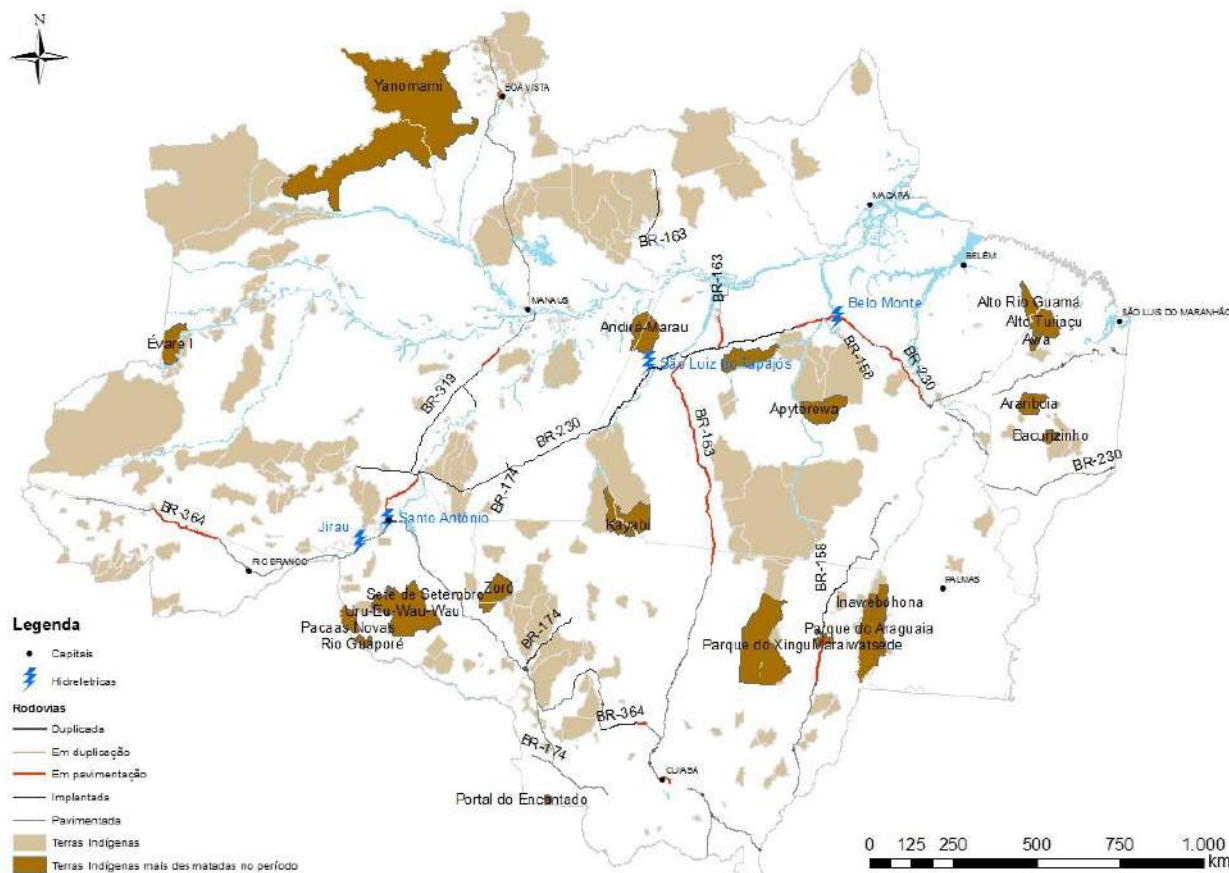 N
Yanomami
BOA VISTA
MACAPÁ
BR-163
BR-163
BELÉM
MANAUS
Belo Monte
Alto Rio Guamá
Alto Turiaçu
Awa
SÃO LUIS DO MARANHÃO
Andirá-Marau
Évare I
São Luiz do Tapajós
BR-158
BR-230
BR-319
Apyterewa
Arariboia
Bacurizinho
BR-230
BR-163
BR-230
BR-174
Kayabi
BR-364
Jirau
Santo Antônio
RIO BRANCO
BR-158
PALMAS
Sete de Setembro
Zoró
Uru-Eu-Wau-Wau
Pacaas Novas
Rio Guaporé
BR-174
Inawebohona
Parque do Araguaia
Parque do Xingu
Maraiwatsede
BR-364
BR-174
CUIABÁ
Portal do Encantado
Legenda
Capitais
Hidreletricas
Rodovias
Duplicada
Em duplicação
Em pavimentação
Implantada
Pavimentada
Terras Indígenas
Terras Indígenas mais desmatadas no período
0 125 250 500 750 1.000
km